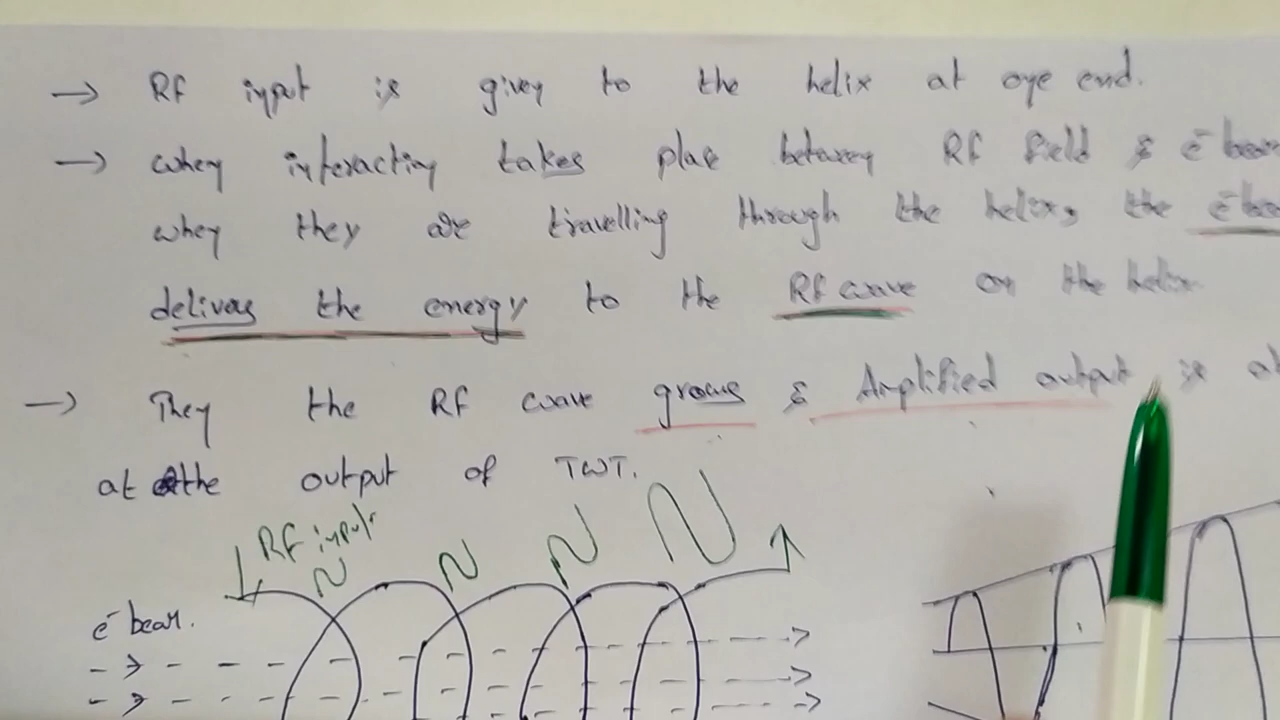 → RF input is given to the helix at one end.
→ when interaction takes place between RF field & e⁻ beam
when they are travelling through the helix, the e⁻ bea
delivers the energy to the RF wave on the helix
→ Then the RF wave grows & Amplified output is
at the output of TWT.
RF input
e⁻ beam.